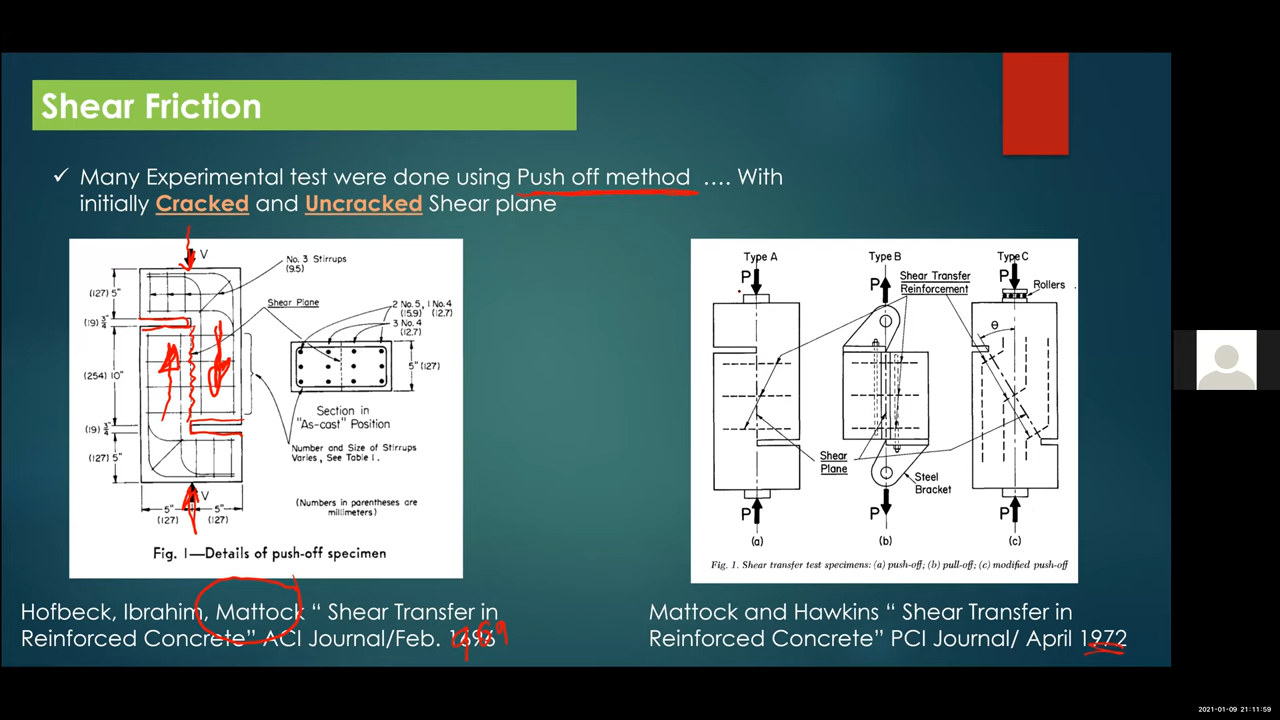 Shear Friction
✓ Many Experimental test were done using Push off method .... With
initially Cracked and Uncracked Shear plane
V
No. 3 Stirrups
(9.5)
Shear Plane
2 No. 5, 1 No. 4
(15.9) (12.7)
3 No. 4
(12.7)
(127) 5"
(19) 3/4"
(254) 10"
(19) 3/4"
(127) 5"
5" (127)
Section in
"As-cast" Position
Number and Size of Stirrups
Varies, See Table 1.
V
5" 5"
(127) (127)
(Numbers in parentheses are
millimeters)
Fig. 1—Details of push-off specimen
Type A Type B Type C
P P P
Shear Transfer
Reinforcement
Rollers
θ
Shear
Plane
Steel
Bracket
P P P
(a) (b) (c)
Fig. 1. Shear transfer test specimens: (a) push-off; (b) pull-off; (c) modified push-off
Hofbeck, Ibrahim, Mattock “ Shear Transfer in
Reinforced Concrete” ACI Journal/Feb. 1696
969
Mattock and Hawkins “ Shear Transfer in
Reinforced Concrete” PCI Journal/ April 1972
2021-01-09 21:11:59